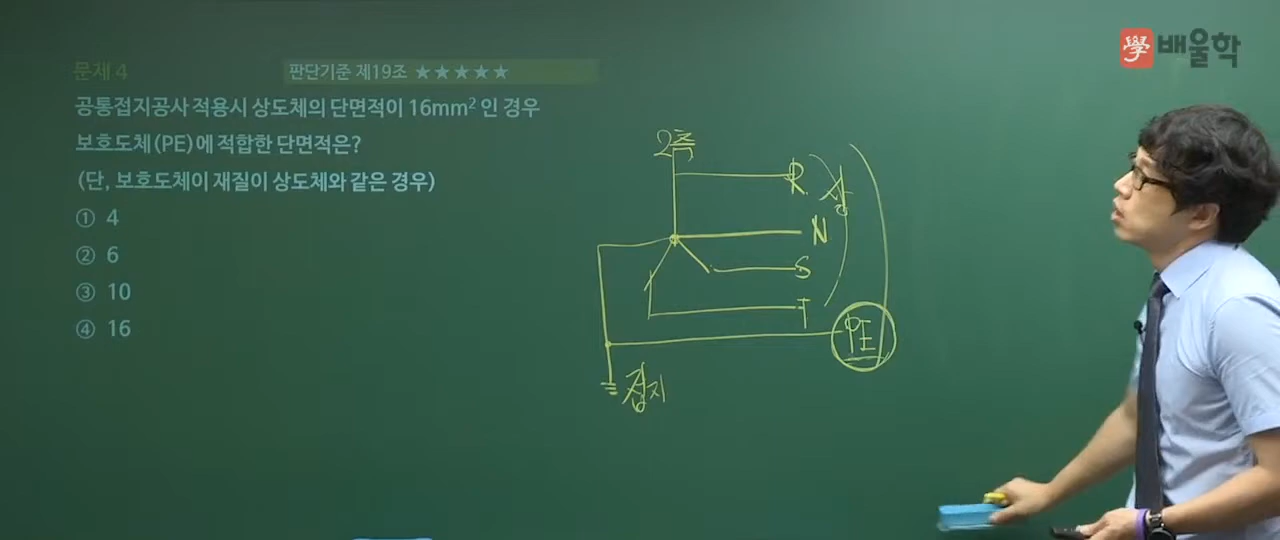 學 배울학
문제 4
판단기준 제19조 ★★★★★
공통접지공사 적용시 상도체의 단면적이 16mm² 인 경우
보호도체(PE)에 적합한 단면적은?
(단, 보호도체이 재질이 상도체와 같은 경우)
① 4
② 6
③ 10
④ 16
2측
R
상
N
S
T
PE
접지